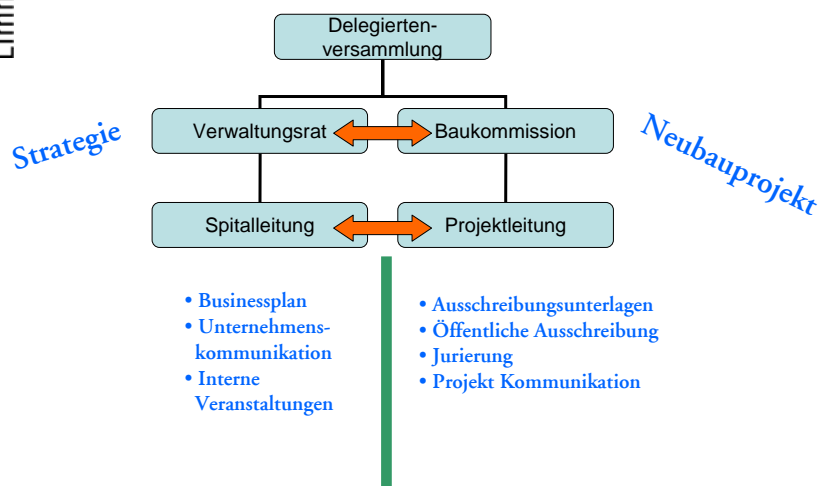 Delegierten-
versammlung
Strategie
Verwaltungsrat
Baukommission
Neubauprojekt
Spitalleitung
Projektleitung
• Businessplan
• Unternehmens-
kommunikation
• Interne
Veranstaltungen
• Ausschreibungsunterlagen
• Öffentliche Ausschreibung
• Jurierung
• Projekt Kommunikation